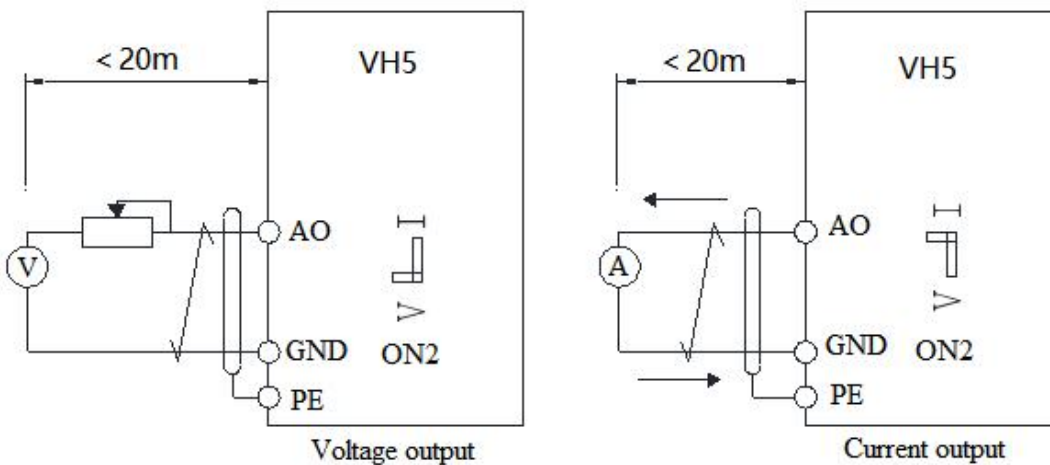 < 20m
VH5
AO
I
V
V
GND
ON2
PE
Voltage output
< 20m
VH5
AO
I
A
V
GND
ON2
PE
Current output